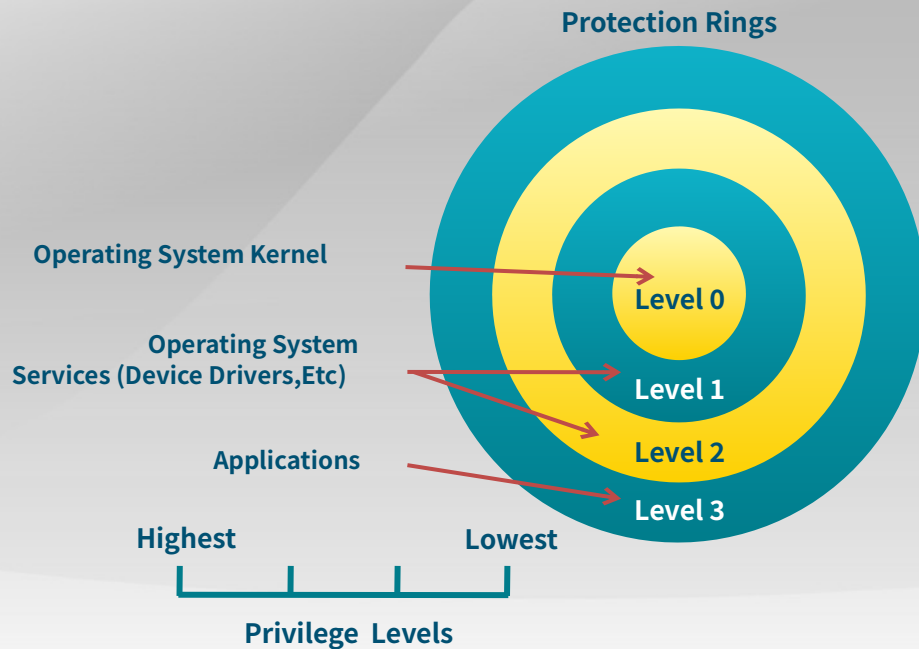 Protection Rings
Operating System Kernel
Level 0
Operating System
Services (Device Drivers,Etc)
Level 1
Level 2
Applications
Level 3
Highest
Lowest
Privilege Levels